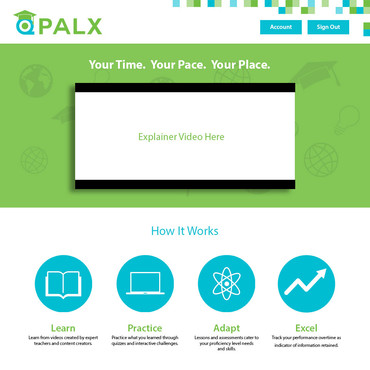 QPALX
Account
Sign Out
Your Time. Your Pace. Your Place.
Explainer Video Here
How It Works
Learn
Learn from videos created by expert
teachers and content creators.
Practice
Practice what you learned through
quizzes and interactive challenges.
Adapt
Lessons and assessments cater to
your proficiency level needs
and skills.
Excel
Track your performance overtime as
indicator of information retained.